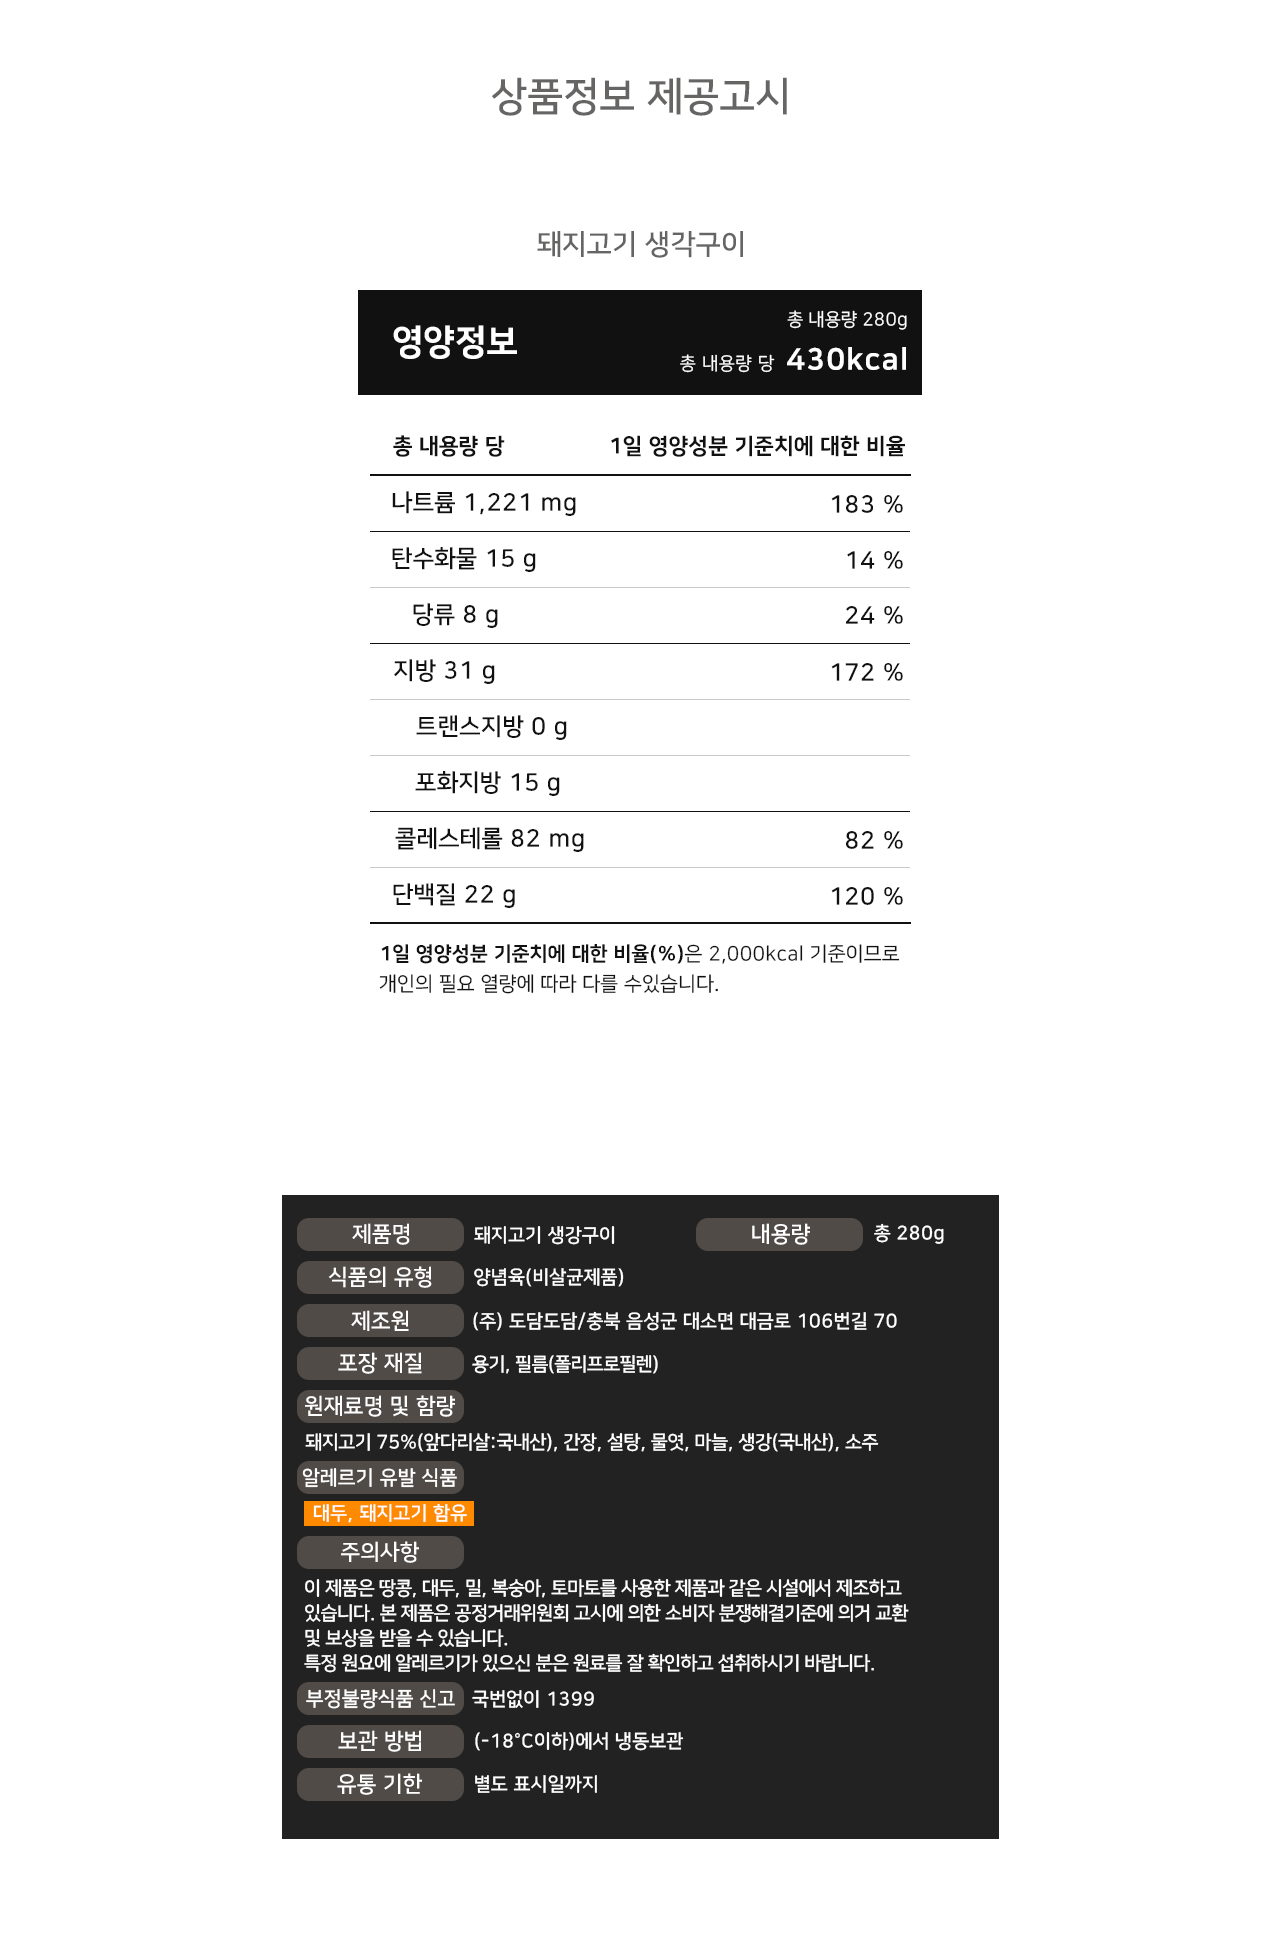 상품정보 제공고시
돼지고기 생각구이
영양정보
총 내용량 280g
총 내용량 당 430kcal
총 내용량 당 1일 영양성분 기준치에 대한 비율
나트륨 1,221 mg 183 %
탄수화물 15 g 14 %
당류 8 g 24 %
지방 31 g 172 %
트랜스지방 0 g
포화지방 15 g
콜레스테롤 82 mg 82 %
단백질 22 g 120 %
1일 영양성분 기준치에 대한 비율(%)은 2,000kcal 기준이므로
개인의 필요 열량에 따라 다를 수있습니다.
제품명 돼지고기 생강구이 내용량 총 280g
식품의 유형 양념육(비살균제품)
제조원 (주) 도담도담/충북 음성군 대소면 대금로 106번길 70
포장 재질 용기, 필름(폴리프로필렌)
원재료명 및 함량
돼지고기 75%(앞다리살:국내산), 간장, 설탕, 물엿, 마늘, 생강(국내산), 소주
알레르기 유발 식품
대두, 돼지고기 함유
주의사항
이 제품은 땅콩, 대두, 밀, 복숭아, 토마토를 사용한 제품과 같은 시설에서 제조하고
있습니다. 본 제품은 공정거래위원회 고시에 의한 소비자 분쟁해결기준에 의거 교환
및 보상을 받을 수 있습니다.
특정 원요에 알레르기가 있으신 분은 원료를 잘 확인하고 섭취하시기 바랍니다.
부정불량식품 신고 국번없이 1399
보관 방법 (-18°C이하)에서 냉동보관
유통 기한 별도 표시일까지